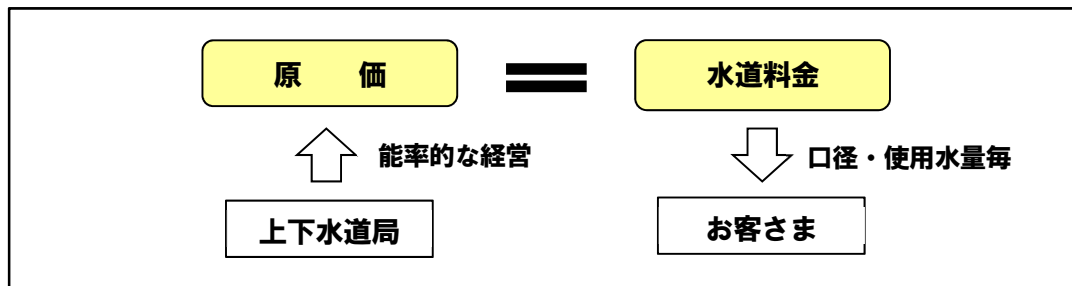 原　価
水道料金
能率的な経営
口径・使用水量毎
上下水道局
お客さま